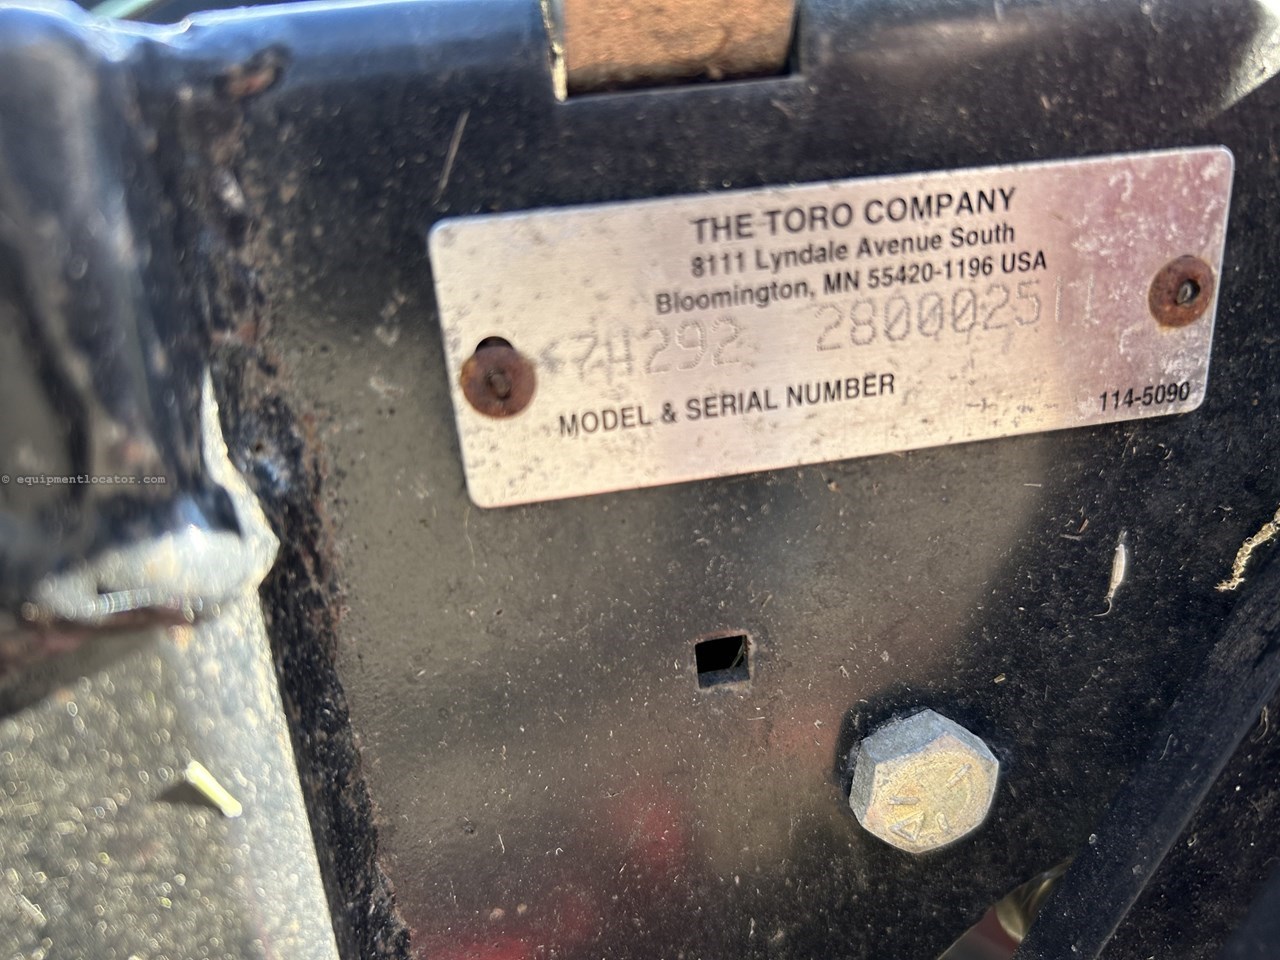 THE TORO COMPANY
8111 Lyndale Avenue South
Bloomington, MN 55420-1196 USA
MODEL & SERIAL NUMBER
114-5090
© equipmentlocator.com